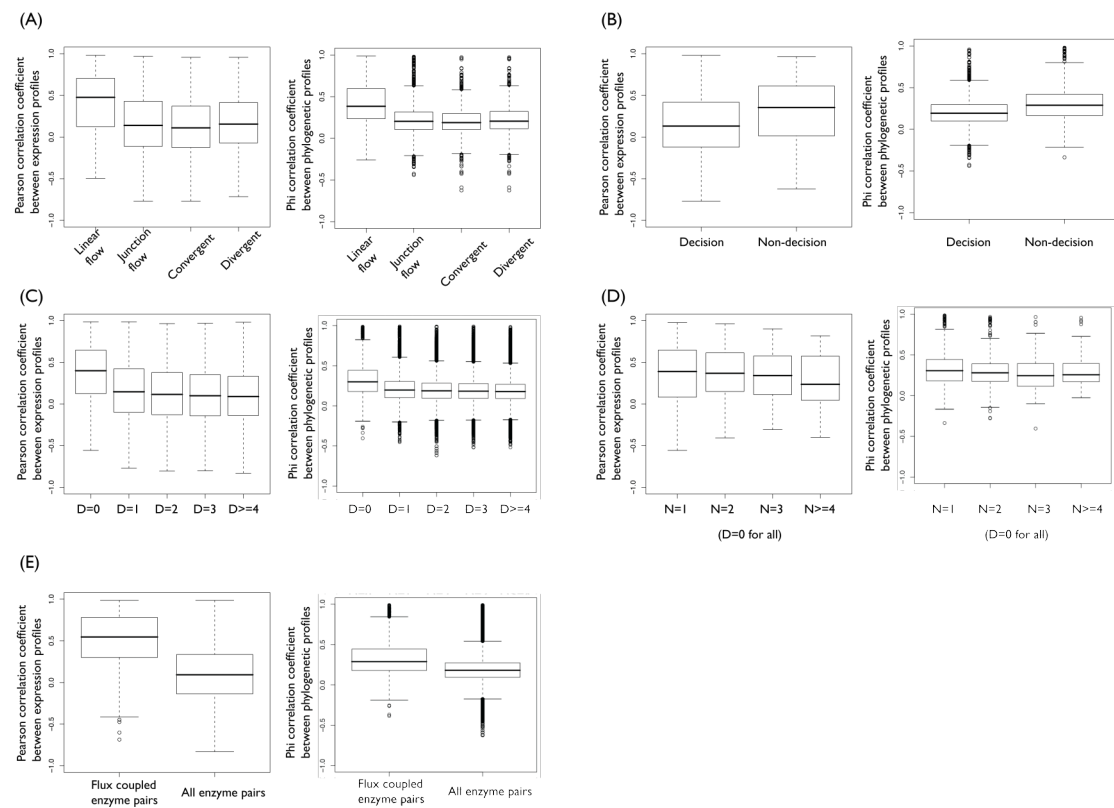 (A)
Pearson correlation coefficient
between expression profiles
1.0
0.5
0.0
-0.5
-1.0
Linear
flow
Junction
flow
Convergent
Divergent
Phi correlation coefficient
between phylogenetic profiles
1.0
0.5
0.0
-0.5
-1.0
Linear
flow
Junction
flow
Convergent
Divergent
(B)
Pearson correlation coefficient
between expression profiles
1.0
0.5
0.0
-0.5
-1.0
Decision
Non-decision
Phi correlation coefficient
between phylogenetic profiles
1.0
0.5
0.0
-0.5
-1.0
Decision
Non-decision
(C)
Pearson correlation coefficient
between expression profiles
1.0
0.5
0.0
-0.5
-1.0
D=0 D=1 D=2 D=3 D>=4
Phi correlation coefficient
between phylogenetic profiles
1.0
0.5
0.0
-0.5
-1.0
D=0 D=1 D=2 D=3 D>=4
(D)
Pearson correlation coefficient
between expression profiles
1.0
0.5
0.0
-0.5
-1.0
N=1 N=2 N=3 N>=4
(D=0 for all)
Phi correlation coefficient
between phylogenetic profiles
1.0
0.5
0.0
-0.5
-1.0
N=1 N=2 N=3 N>=4
(D=0 for all)
(E)
Pearson correlation coefficient
between expression profiles
1.0
0.5
0.0
-0.5
-1.0
Flux coupled
enzyme pairs
All enzyme pairs
Phi correlation coefficient
between phylogenetic profiles
1.0
0.5
0.0
-0.5
-1.0
Flux coupled
enzyme pairs
All enzyme pairs